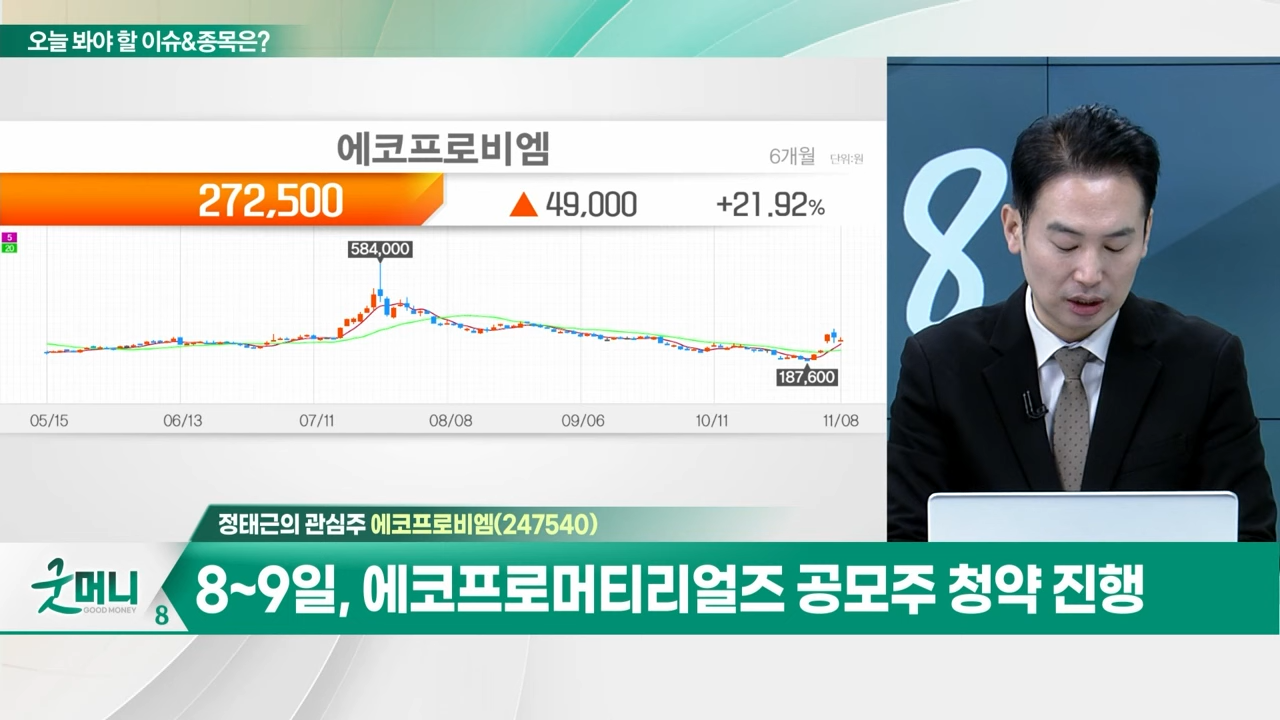 오늘 봐야 할 이슈&종목은?
에코프로비엠
6개월 단위:원
272,500 ▲ 49,000 +21.92%
5
20
584,000
187,600
05/15 06/13 07/11 08/08 09/06 10/11 11/08
8
정태근의 관심주 에코프로비엠(247540)
굿머니
GOOD MONEY
8
8~9일, 에코프로머티리얼즈 공모주 청약 진행